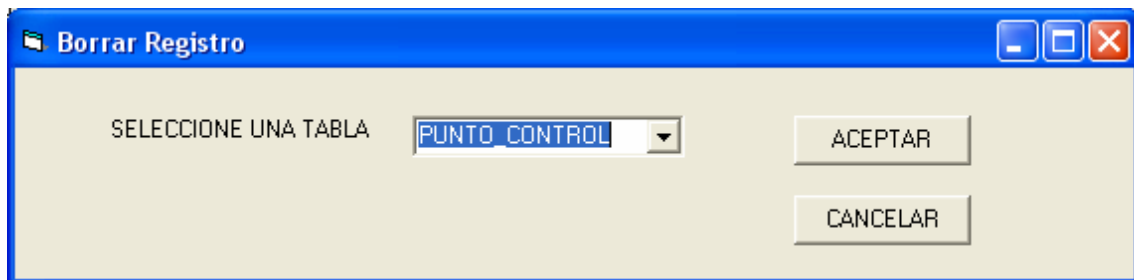 Borrar Registro
SELECCIONE UNA TABLA PUNTO_CONTROL ACEPTAR
CANCELAR